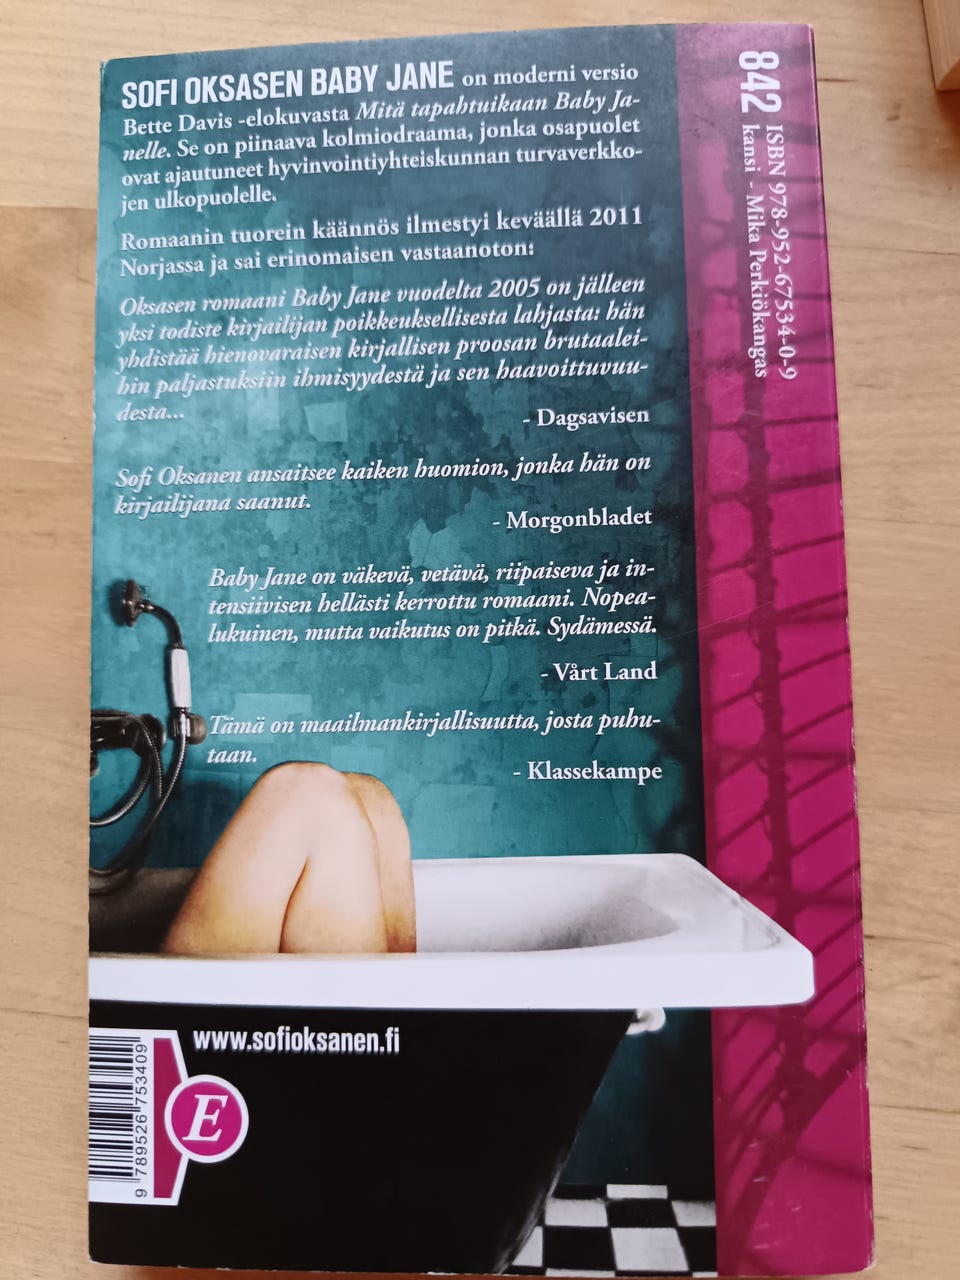 SOFI OKSASEN BABY JANE on moderni versio
Bette Davis -elokuvasta Mitä tapahtuikaan Baby Ja-
nelle. Se on piinaava kolmiodraama, jonka osapuolet
ovat ajautuneet hyvinvointiyhteiskunnan turvaverkko-
jen ulkopuolelle.
Romaanin tuorein käännös ilmestyi keväällä 2011
Norjassa ja sai erinomaisen vastaanoton:
Oksasen romaani Baby Jane vuodelta 2005 on jälleen
yksi todiste kirjailijan poikkeuksellisesta lahjasta: hän
yhdistää hienovaraisen kirjallisen proosan brutaalei-
hin paljastuksiin ihmisyydestä ja sen haavoittuvuu-
desta...
- Dagsavisen
Sofi Oksanen ansaitsee kaiken huomion, jonka hän on
kirjailijana saanut.
- Morgonbladet
Baby Jane on väkevä, vetävä, riipaiseva ja in-
tensiivisen hellästi kerrottu romaani. Nopea-
lukuinen, mutta vaikutus on pitkä. Sydämessä.
- Vårt Land
Tämä on maailmankirjallisuutta, josta puhu-
taan.
- Klassekampe
www.sofioksanen.fi
E
9 789526 753409
842
ISBN 978-952-67534-0-9
kansi - Mika Perkiökangas